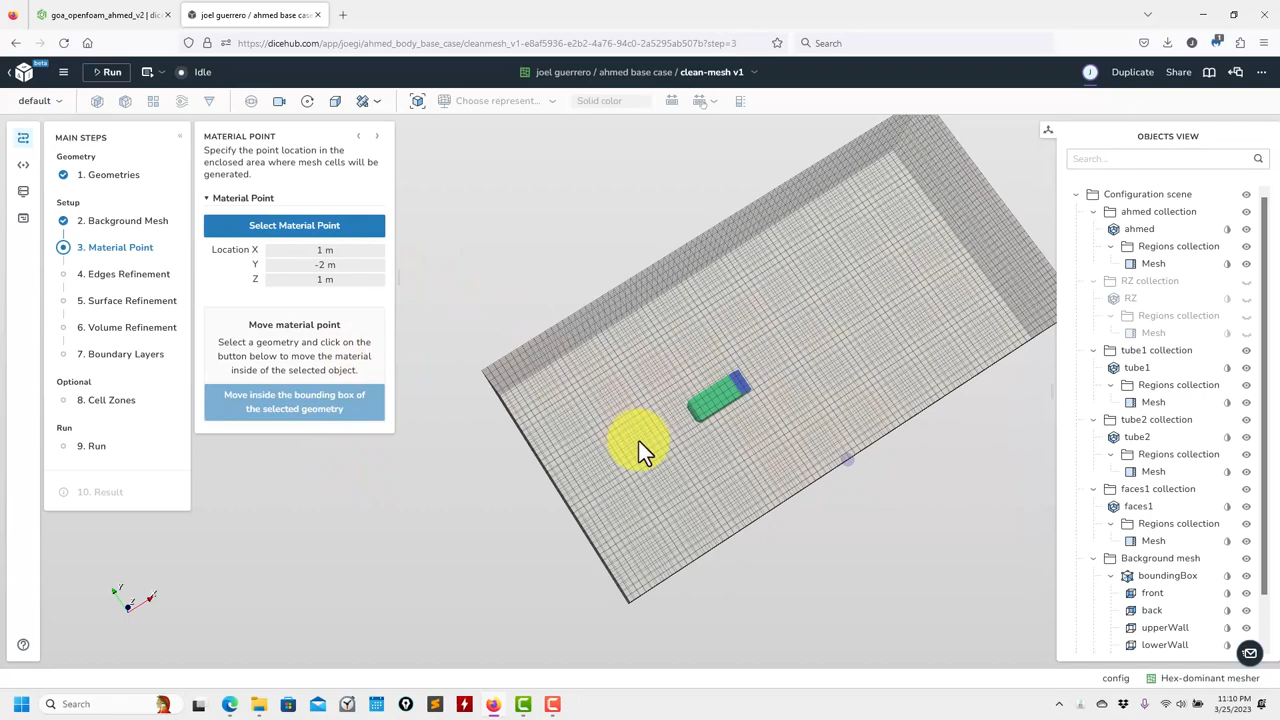 goa_openfoam_ahmed_v2 | dice
joel guerrero / ahmed base cas
https://dicehub.com/app/joegi/ahmed_body_base_case/cleanmesh_v1-e8af5936-e2b2-4a76-94c0-2a5295ab507b?step=3
Search
beta
Run
Idle
joel guerrero / ahmed base case / clean-mesh v1
J
Duplicate
Share
default
Choose represent...
Solid color
MAIN STEPS
Geometry
1. Geometries
Setup
2. Background Mesh
3. Material Point
4. Edges Refinement
5. Surface Refinement
6. Volume Refinement
7. Boundary Layers
Optional
8. Cell Zones
Run
9. Run
10. Result
MATERIAL POINT
Specify the point location in the
enclosed area where mesh cells will be
generated.
Material Point
Select Material Point
Location X 1 m
Y -2 m
Z 1 m
Move material point
Select a geometry and click on the
button below to move the material
inside of the selected object.
Move inside the bounding box of
the selected geometry
OBJECTS VIEW
Search...
Configuration scene
ahmed collection
ahmed
Regions collection
Mesh
RZ collection
RZ
Regions collection
Mesh
tube1 collection
tube1
Regions collection
Mesh
tube2 collection
tube2
Regions collection
Mesh
faces1 collection
faces1
Regions collection
Mesh
Background mesh
boundingBox
front
back
upperWall
lowerWall
config
Hex-dominant mesher
Search
11:10 PM
3/25/2023